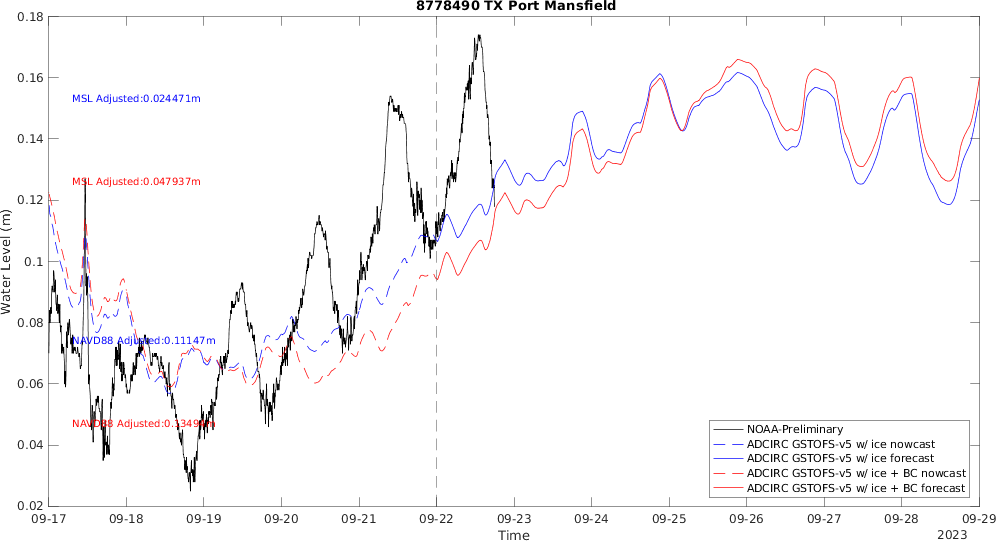 8778490 TX Port Mansfield
Water Level (m)
0.18
0.16
0.14
0.12
0.1
0.08
0.06
0.04
0.02
MSL Adjusted:0.024471m
MSL Adjusted:0.047937m
NAVD88 Adjusted:0.11147m
NAVD88 Adjusted:0.13494m
NOAA-Preliminary
ADCIRC GSTOFS-v5 w/ ice nowcast
ADCIRC GSTOFS-v5 w/ ice forecast
ADCIRC GSTOFS-v5 w/ ice + BC nowcast
ADCIRC GSTOFS-v5 w/ ice + BC forecast
09-17 09-18 09-19 09-20 09-21 09-22 09-23 09-24 09-25 09-26 09-27 09-28 09-29
Time
2023